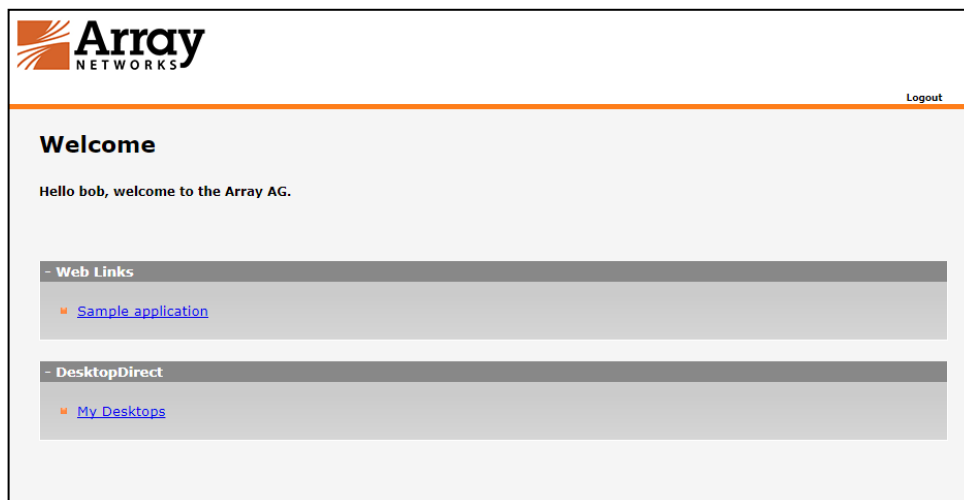 Array
NETWORKS
Logout
Welcome
Hello bob, welcome to the Array AG.
- Web Links
Sample application
- DesktopDirect
My Desktops